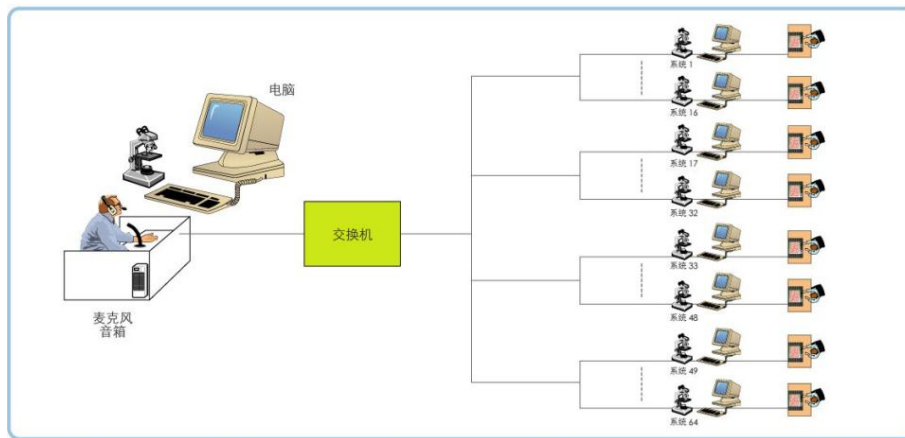 电脑
交换机
麦克风
音箱
系统 1
系统 16
系统 17
系统 32
系统 33
系统 48
系统 49
系统 64